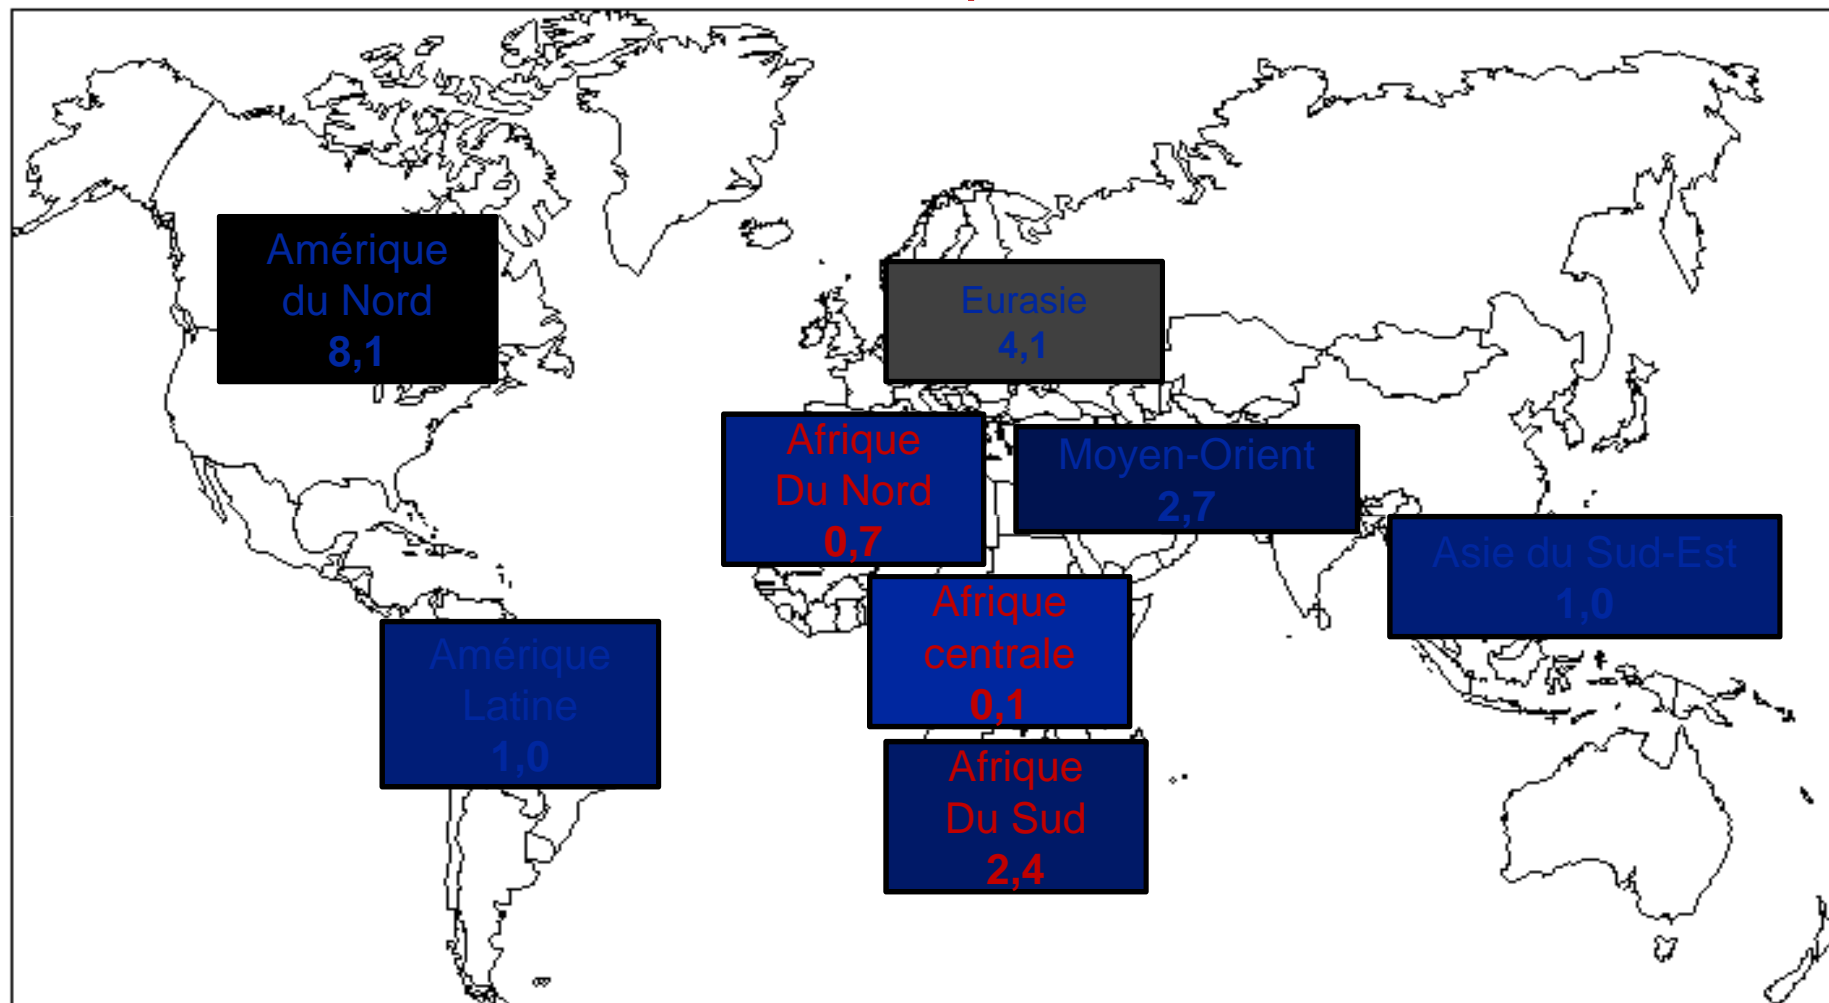 Amérique
du Nord
8,1
Eurasie
4,1
Afrique
Du Nord
0,7
Moyen-Orient
2,7
Asie du Sud-Est
1,0
Afrique
centrale
0,1
Amérique
Latine
1,0
Afrique
Du Sud
2,4